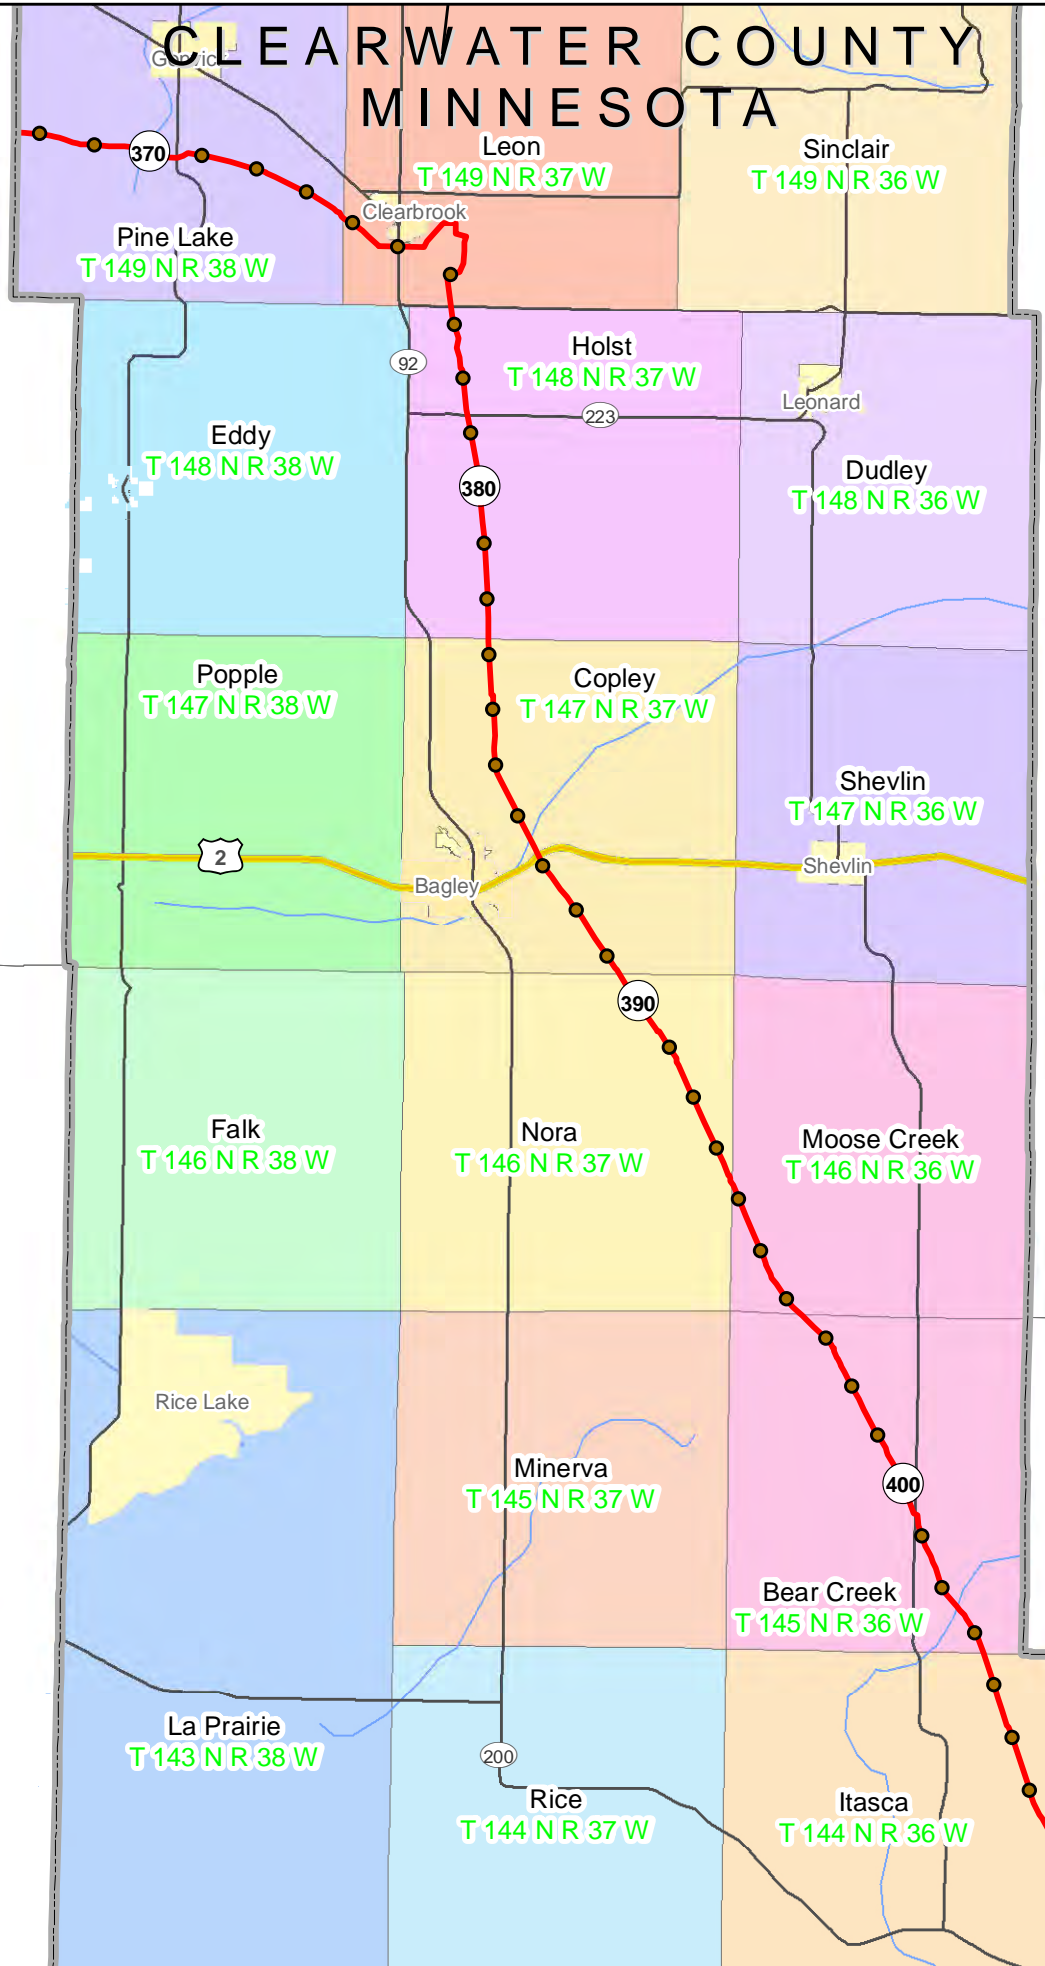 CLEARWATER COUNTY
MINNESOTA
Gonvick
Leon
T 149 N R 37 W
Sinclair
T 149 N R 36 W
370
Clearbrook
Pine Lake
T 149 N R 38 W
Holst
T 148 N R 37 W
92
Leonard
223
Eddy
T 148 N R 38 W
Dudley
T 148 N R 36 W
380
Popple
T 147 N R 38 W
Copley
T 147 N R 37 W
Shevlin
T 147 N R 36 W
2
Shevlin
Bagley
390
Falk
T 146 N R 38 W
Nora
T 146 N R 37 W
Moose Creek
T 146 N R 36 W
Rice Lake
Minerva
T 145 N R 37 W
400
Bear Creek
T 145 N R 36 W
La Prairie
T 143 N R 38 W
200
Rice
T 144 N R 37 W
Itasca
T 144 N R 36 W